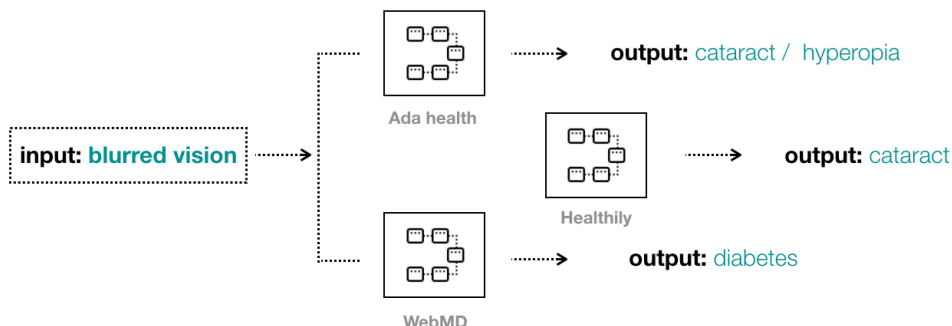 output: cataract / hyperopia
Ada health
input: blurred vision
output: cataract
Healthily
output: diabetes
WebMD